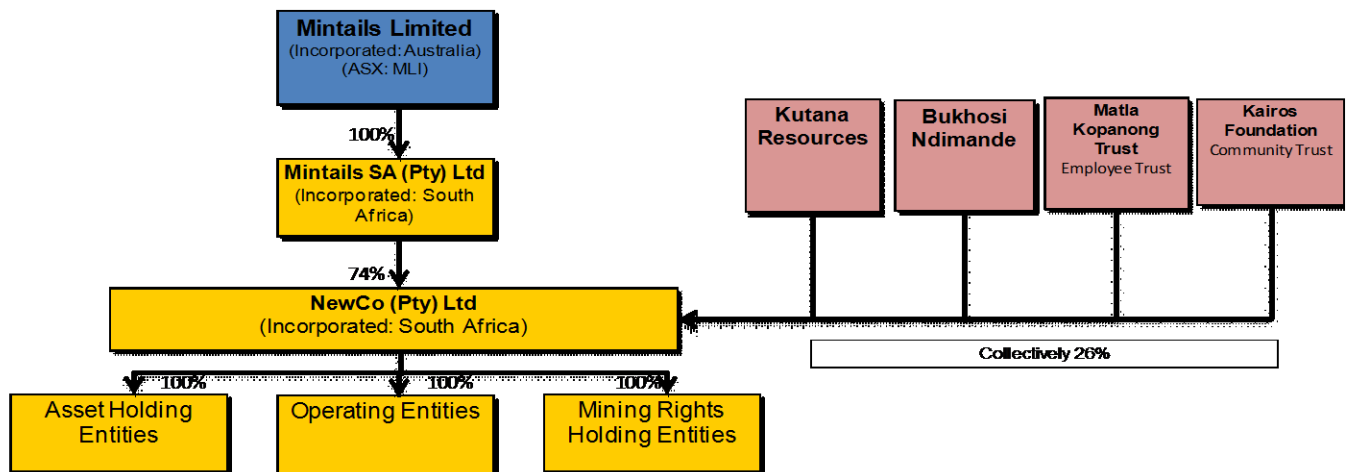 Mintails Limited
(Incorporated: Australia)
(ASX: MLI)
100%
Mintails SA (Pty) Ltd
(Incorporated: South
Africa)
74%
NewCo (Pty) Ltd
(Incorporated: South Africa)
100%
100%
100%
Asset Holding
Entities
Operating Entities
Mining Rights
Holding Entities
Kutana
Resources
Bukhosi
Ndimande
Matla
Kopanong
Trust
Employee Trust
Kairos
Foundation
Community Trust
Collectively 26%